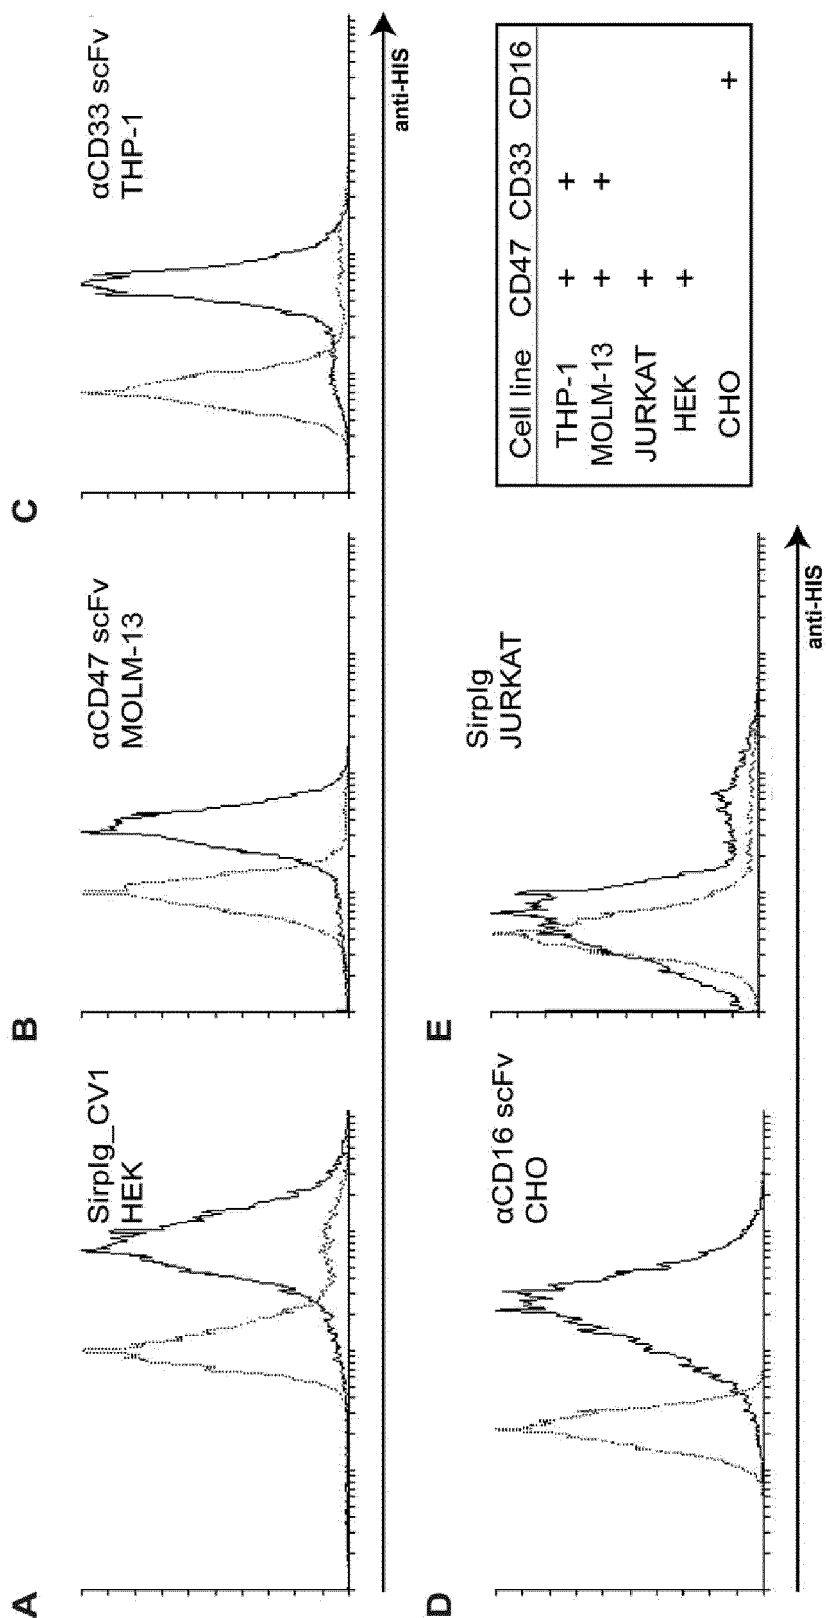 A
SirpIg_CV1
HEK
B
αCD47 scFv
MOLM-13
C
αCD33 scFv
THP-1
anti-HIS
D
αCD16 scFv
CHO
E
SirpIg
JURKAT
anti-HIS
Cell line CD47 CD33 CD16
THP-1 + +
MOLM-13 + +
JURKAT +
HEK +
CHO +